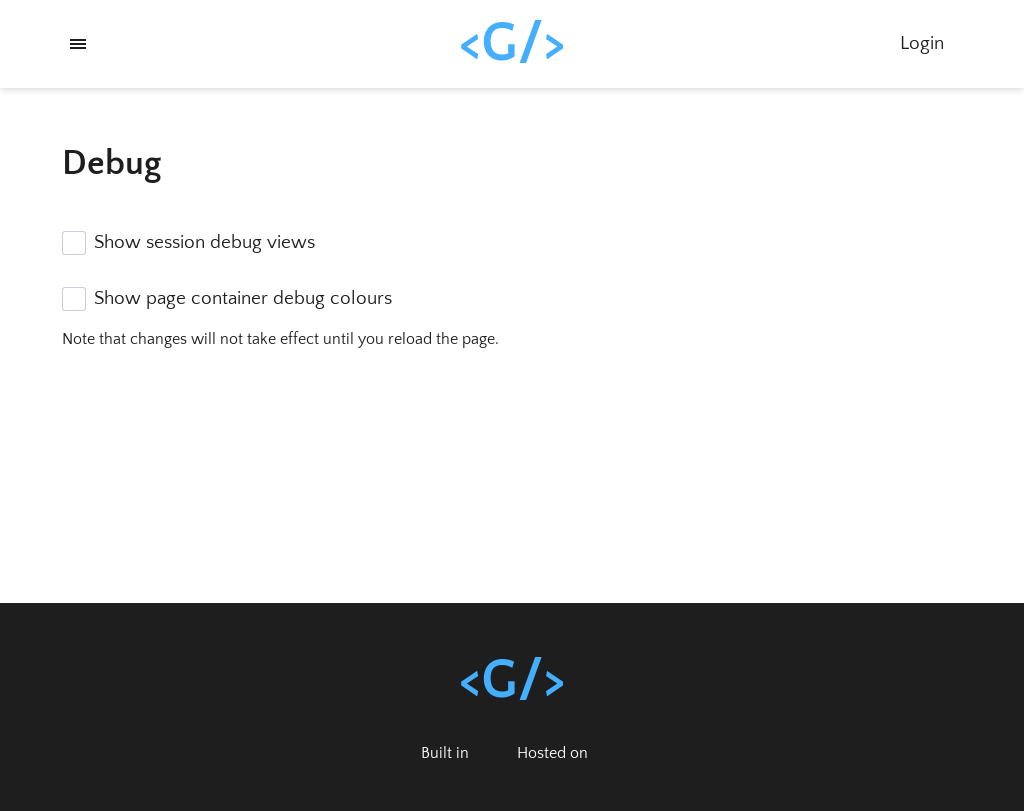 <G/>
Login
Debug
Show session debug views
Show page container debug colours
Note that changes will not take effect until you reload the page.
<G/>
Built in
Hosted on